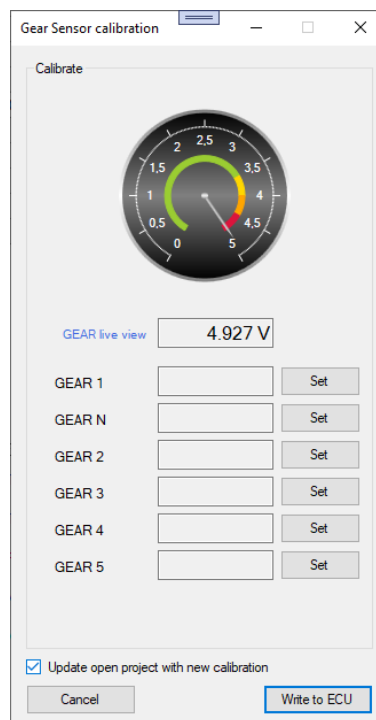 Gear Sensor calibration
Calibrate
0
0,5
1
1,5
2
2,5
3
3,5
4
4,5
5
GEAR live view 4.927 V
GEAR 1 Set
GEAR N Set
GEAR 2 Set
GEAR 3 Set
GEAR 4 Set
GEAR 5 Set
Update open project with new calibration
Cancel Write to ECU